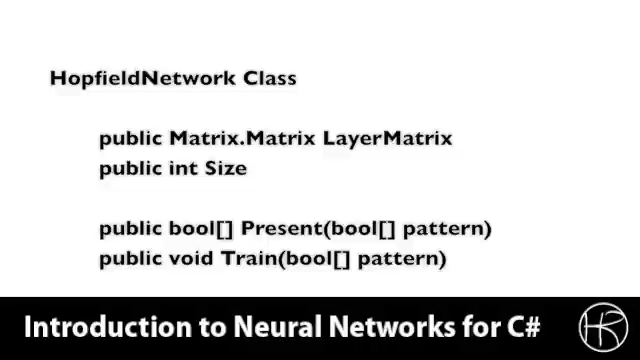 HopfieldNetwork Class
public Matrix.Matrix LayerMatrix
public int Size
public bool[] Present(bool[] pattern)
public void Train(bool[] pattern)
Introduction to Neural Networks for C#